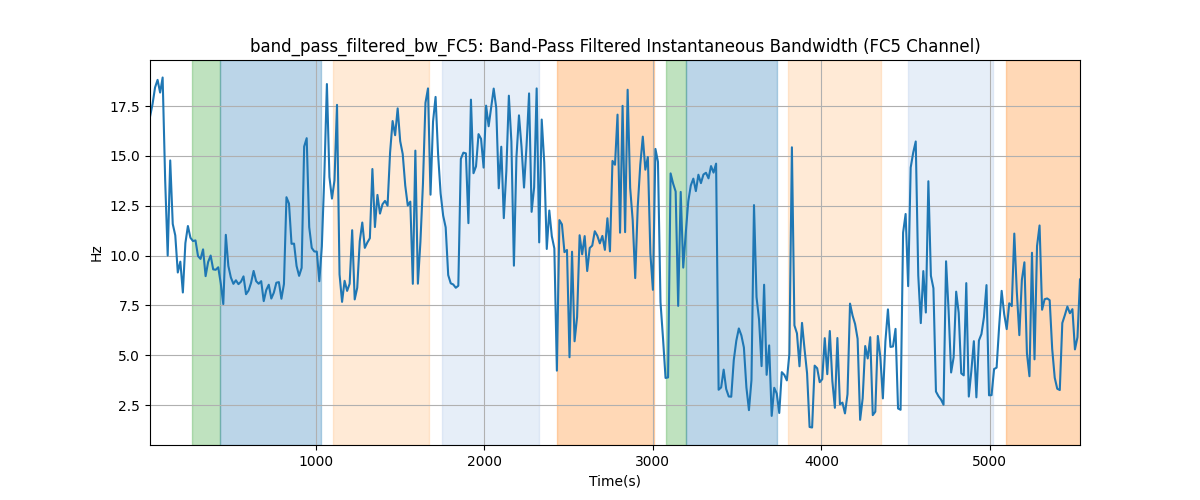 band_pass_filtered_bw_FC5: Band-Pass Filtered Instantaneous Bandwidth (FC5 Channel)
17.5
15.0
12.5
10.0
7.5
5.0
2.5
Hz
1000 2000 3000 4000 5000
Time(s)